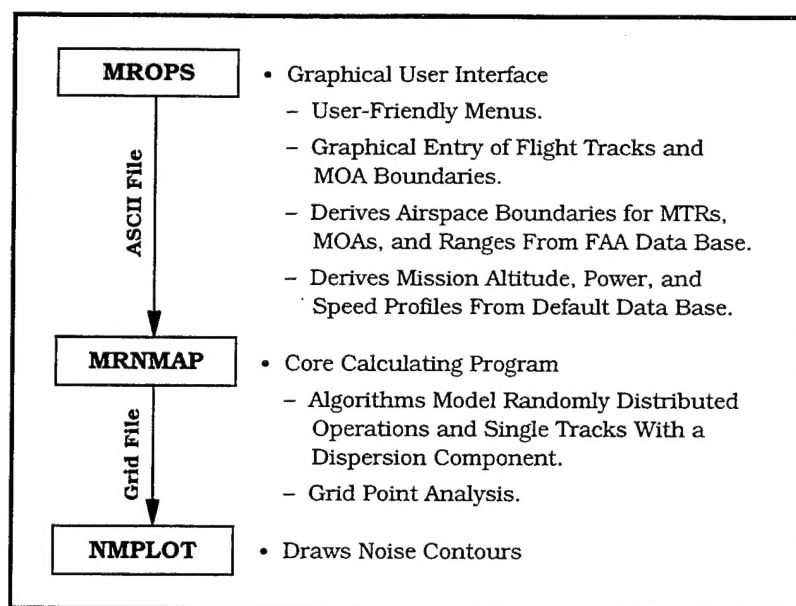 MROPS
• Graphical User Interface
– User-Friendly Menus.
– Graphical Entry of Flight Tracks and
MOA Boundaries.
– Derives Airspace Boundaries for MTRs,
MOAs, and Ranges From FAA Data Base.
– Derives Mission Altitude, Power, and
Speed Profiles From Default Data Base.
ASCII File
MRNMAP
• Core Calculating Program
– Algorithms Model Randomly Distributed
Operations and Single Tracks With a
Dispersion Component.
– Grid Point Analysis.
Grid File
NMPLOT
• Draws Noise Contours